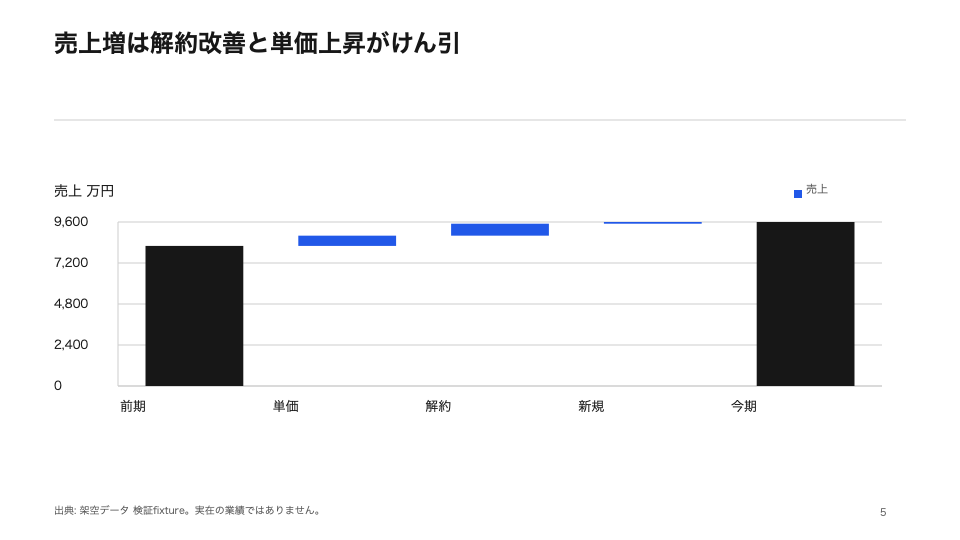 売上増は解約改善と単価上昇がけん引
売上 万円
売上
9,600
7,200
4,800
2,400
0
前期
単価
解約
新規
今期
出典: 架空データ 検証fixture。実在の業績ではありません。
5